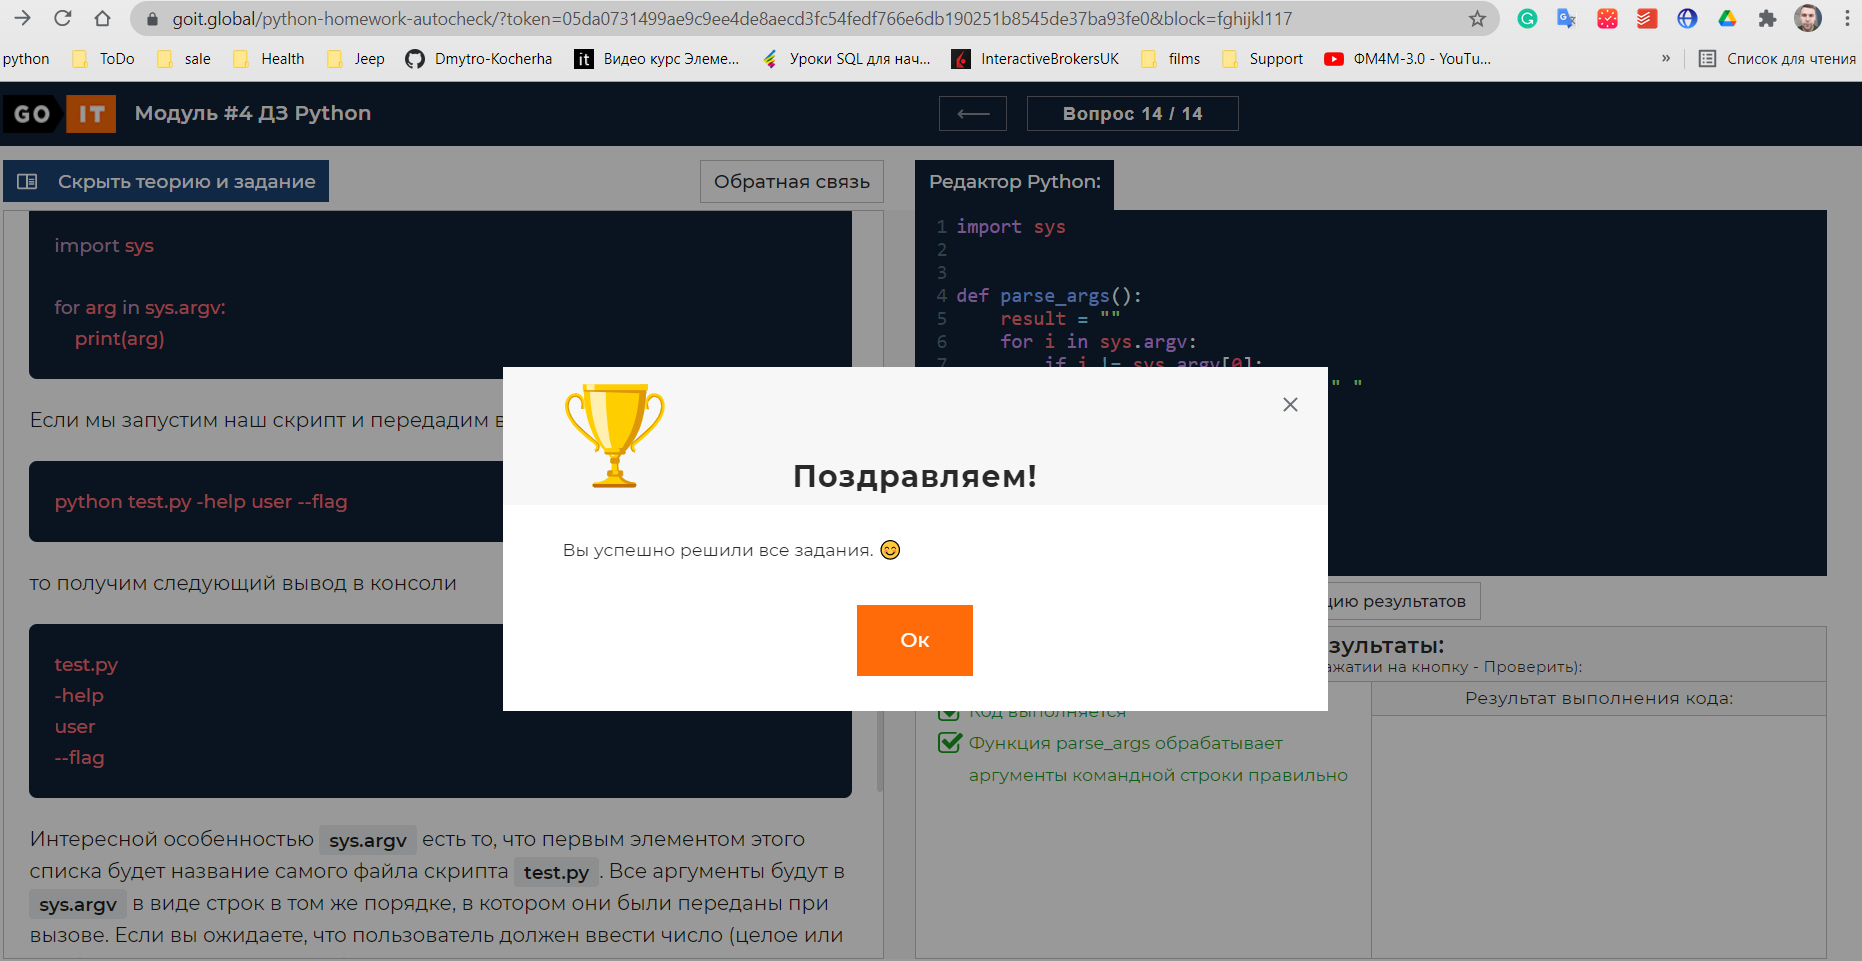 goit.global/python-homework-autocheck/?token=05da0731499ae9c9ee4de8aecd3fc54fedf766e6db190251b8545de37ba93fe0&block=fghijkl117
python ToDo sale Health Jeep Dmytro-Kocherha it Видео курс Элеме... Уроки SQL для нач... InteractiveBrokersUK films Support ФМ4М-3.0 - YouTu... » Список для чтения
GO IT Модуль #4 ДЗ Python
Вопрос 14 / 14
Скрыть теорию и задание
Обратная связь
import sys
for arg in sys.argv:
print(arg)
Если мы запустим наш скрипт и передадим
python test.py -help user --flag
то получим следующий вывод в консоли
test.py
-help
user
--flag
Интересной особенностью sys.argv есть то, что первым элементом этого
списка будет название самого файла скрипта test.py. Все аргументы будут в
sys.argv в виде строк в том же порядке, в котором они были переданы при
вызове. Если вы ожидаете, что пользователь должен ввести число (целое или
Редактор Python:
1 import sys
2
3
4 def parse_args():
5 result = ""
6 for i in sys.argv:
7 if i != sys.argv[0]:
" "
Поздравляем!
Вы успешно решили все задания.
Ок
цию результатов
зультаты:
ажатии на кнопку - Проверить):
Результат выполнения кода:
Код выполняется
Функция parse_args обрабатывает
аргументы командной строки правильно